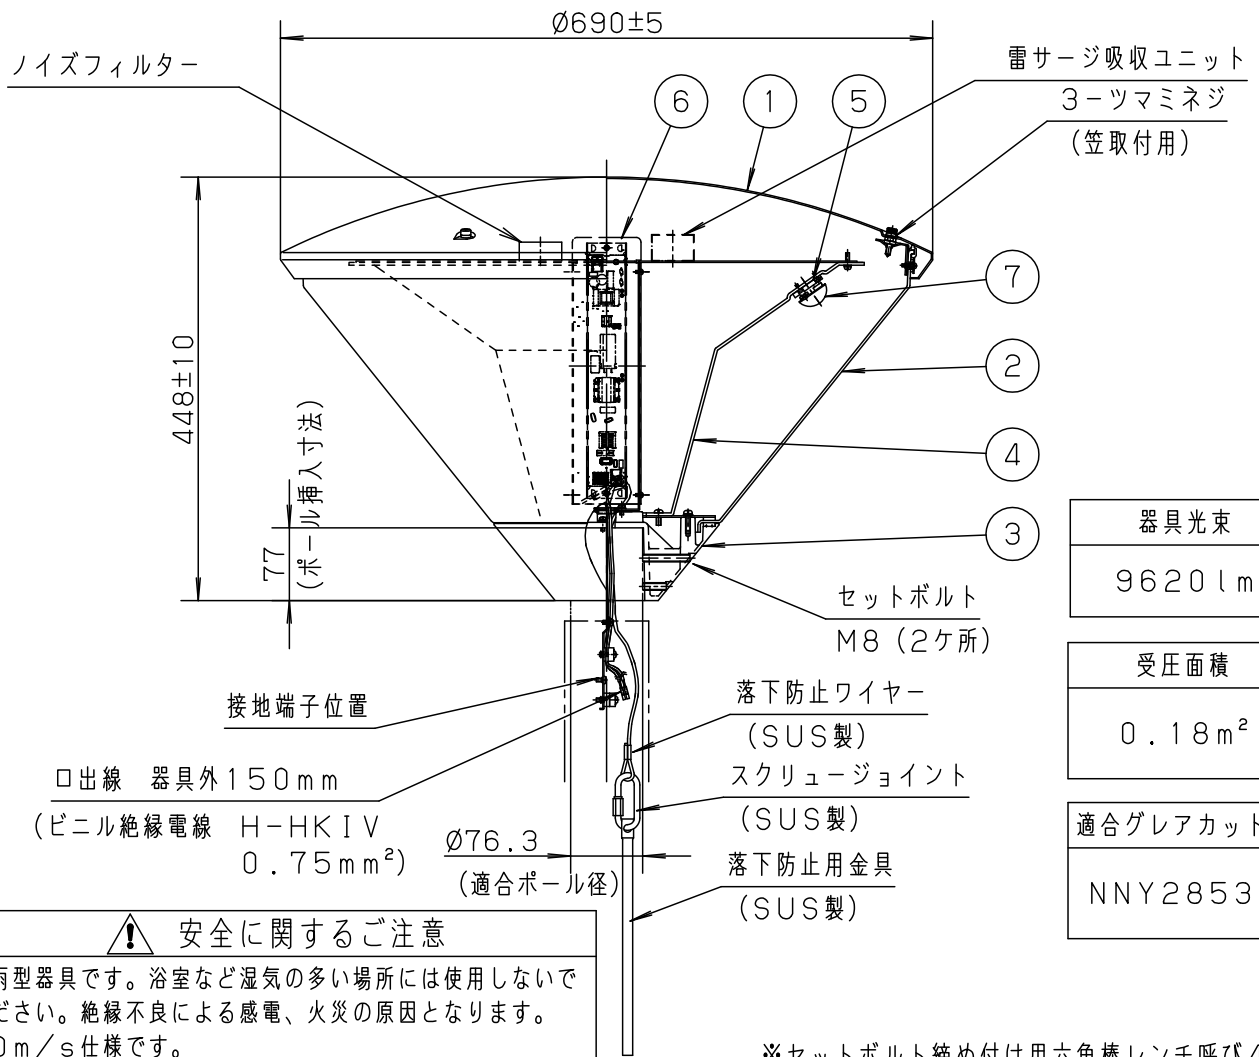 Ø690±5
ノイズフィルター
雷サージ吸収ユニット
3-ツマミネジ
(笠取付用)
6
1
5
7
2
4
3
448±10
77
(ポール挿入寸法)
器具光束
9620lm
セットボルト
M8(2ケ所)
受圧面積
0.18m²
接地端子位置
落下防止ワイヤー
(SUS製)
口出線 器具外150mm
(ビニル絶縁電線 H-HKIV
0.75mm²)
スクリュージョイント
(SUS製)
適合グレアカット
NNY2853
Ø76.3
(適合ポール径)
落下防止用金具
(SUS製)
安全に関するご注意
雨型器具です。浴室など湿気の多い場所には使用しないで
ださい。絶縁不良による感電、火災の原因となります。
0m/s仕様です。
※セットボルト締め付け用六角棒レンチ呼び